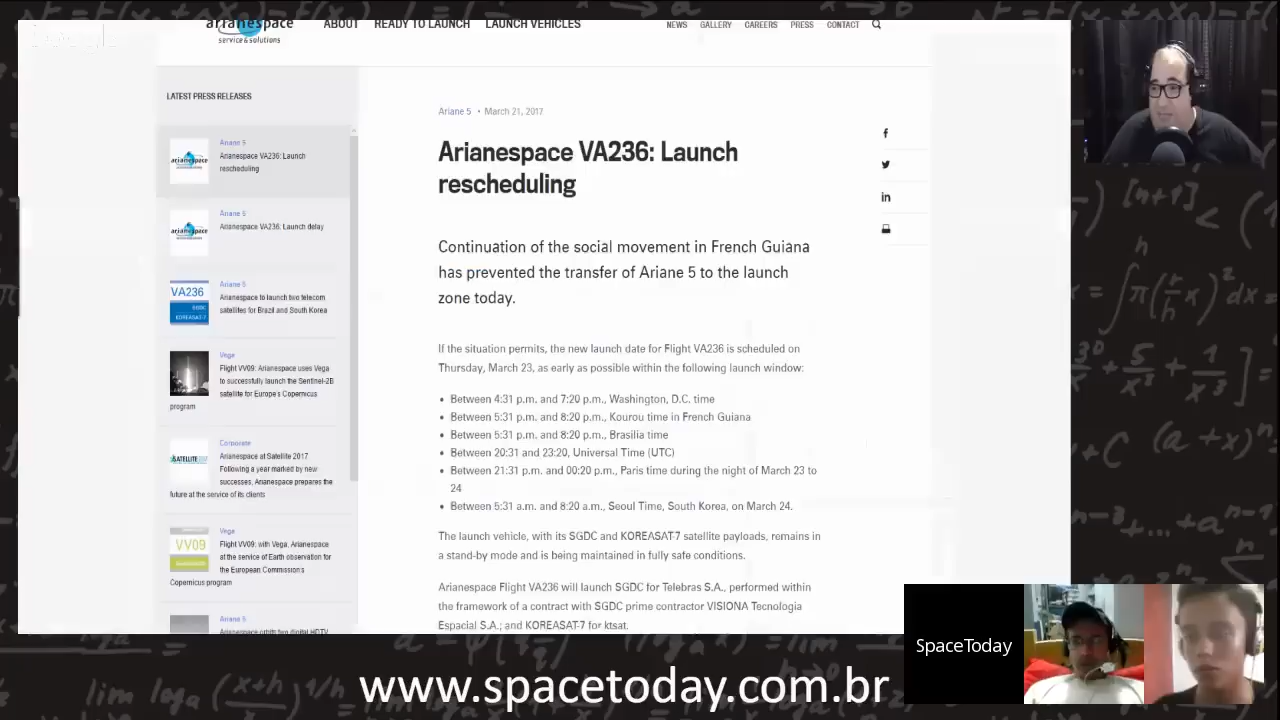 arianespace
service & solutions
ABOUT READY TO LAUNCH LAUNCH VEHICLES
NEWS GALLERY CAREERS PRESS CONTACT
LATEST PRESS RELEASES
Ariane 5
Arianespace VA236: Launch
rescheduling
arianespace
Ariane 5
Arianespace VA236: Launch delay
arianespace
Ariane 5
Arianespace to launch two telecom
satellites for Brazil and South Korea
VA236
SGDC
KOREASAT-7
Vega
Flight VV09: Arianespace uses Vega
to successfully launch the Sentinel-2B
satellite for Europe's Copernicus
program
Corporate
Arianespace at Satellite 2017
Following a year marked by new
successes, Arianespace prepares the
future at the service of its clients
SATELLITE
Vega
Flight VV09: with Vega, Arianespace
at the service of Earth observation for
the European Commission's
Copernicus program
VV09
Ariane 5
Arianespace orbits two digital HDTV
Ariane 5 • March 21, 2017
Arianespace VA236: Launch
rescheduling
Continuation of the social movement in French Guiana
has prevented the transfer of Ariane 5 to the launch
zone today.
If the situation permits, the new launch date for Flight VA236 is scheduled on
Thursday, March 23, as early as possible within the following launch window:
• Between 4:31 p.m. and 7:20 p.m., Washington, D.C. time
• Between 5:31 p.m. and 8:20 p.m., Kourou time in French Guiana
• Between 5:31 p.m. and 8:20 p.m., Brasilia time
• Between 20:31 and 23:20, Universal Time (UTC)
• Between 21:31 p.m. and 00:20 p.m., Paris time during the night of March 23 to
24
• Between 5:31 a.m. and 8:20 a.m., Seoul Time, South Korea, on March 24.
The launch vehicle, with its SGDC and KOREASAT-7 satellite payloads, remains in
a stand-by mode and is being maintained in fully safe conditions.
Arianespace Flight VA236 will launch SGDC for Telebras S.A., performed within
the framework of a contract with SGDC prime contractor VISIONA Tecnologia
Espacial S.A.; and KOREASAT-7 for ktsat.
f
in
SpaceToday
www.spacetoday.com.br